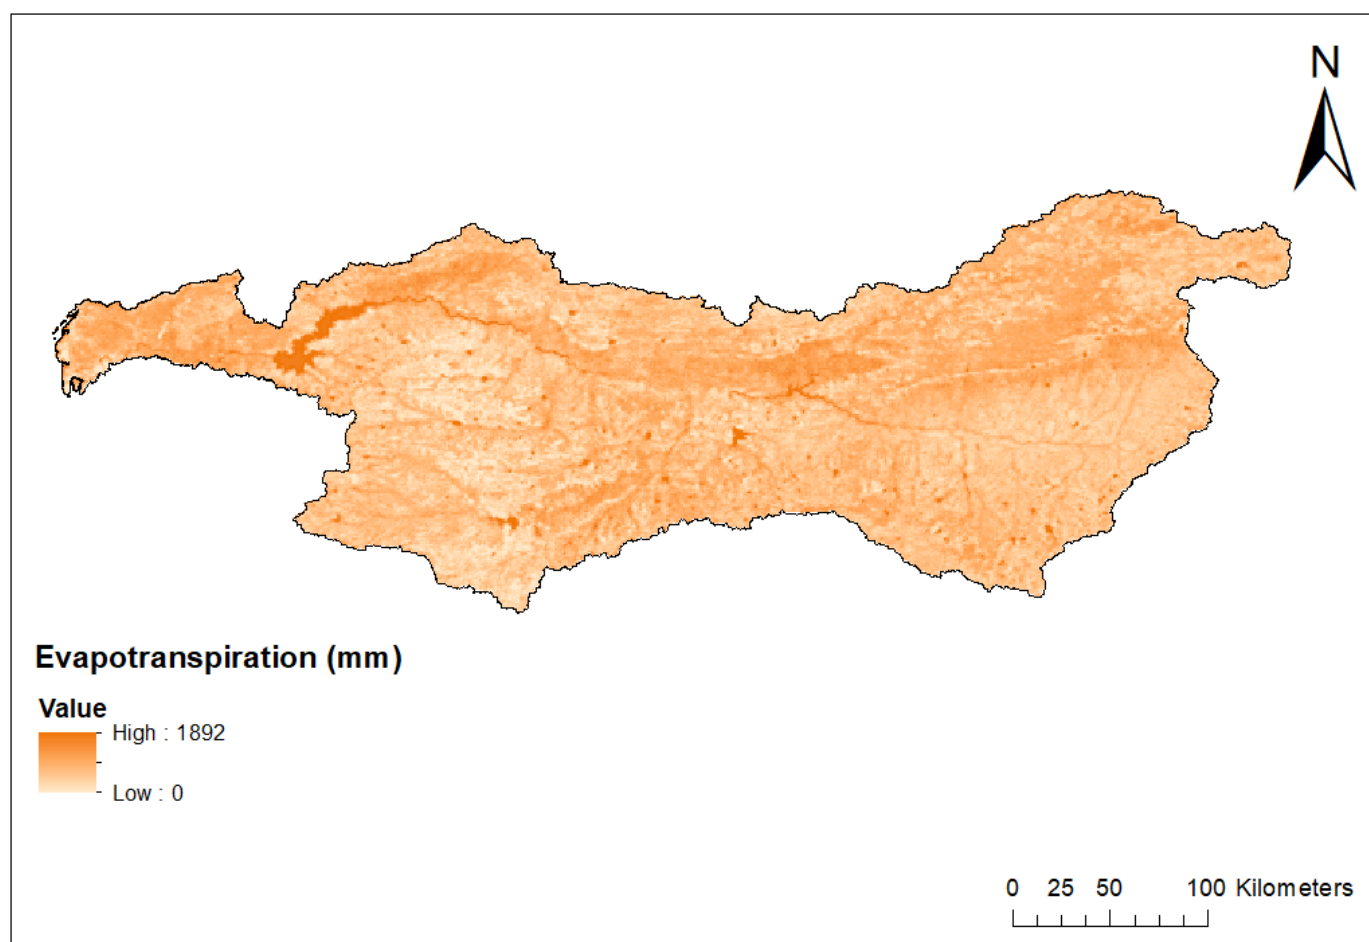 N
Evapotranspiration (mm)
Value
High : 1892
Low : 0
0 25 50 100 Kilometers